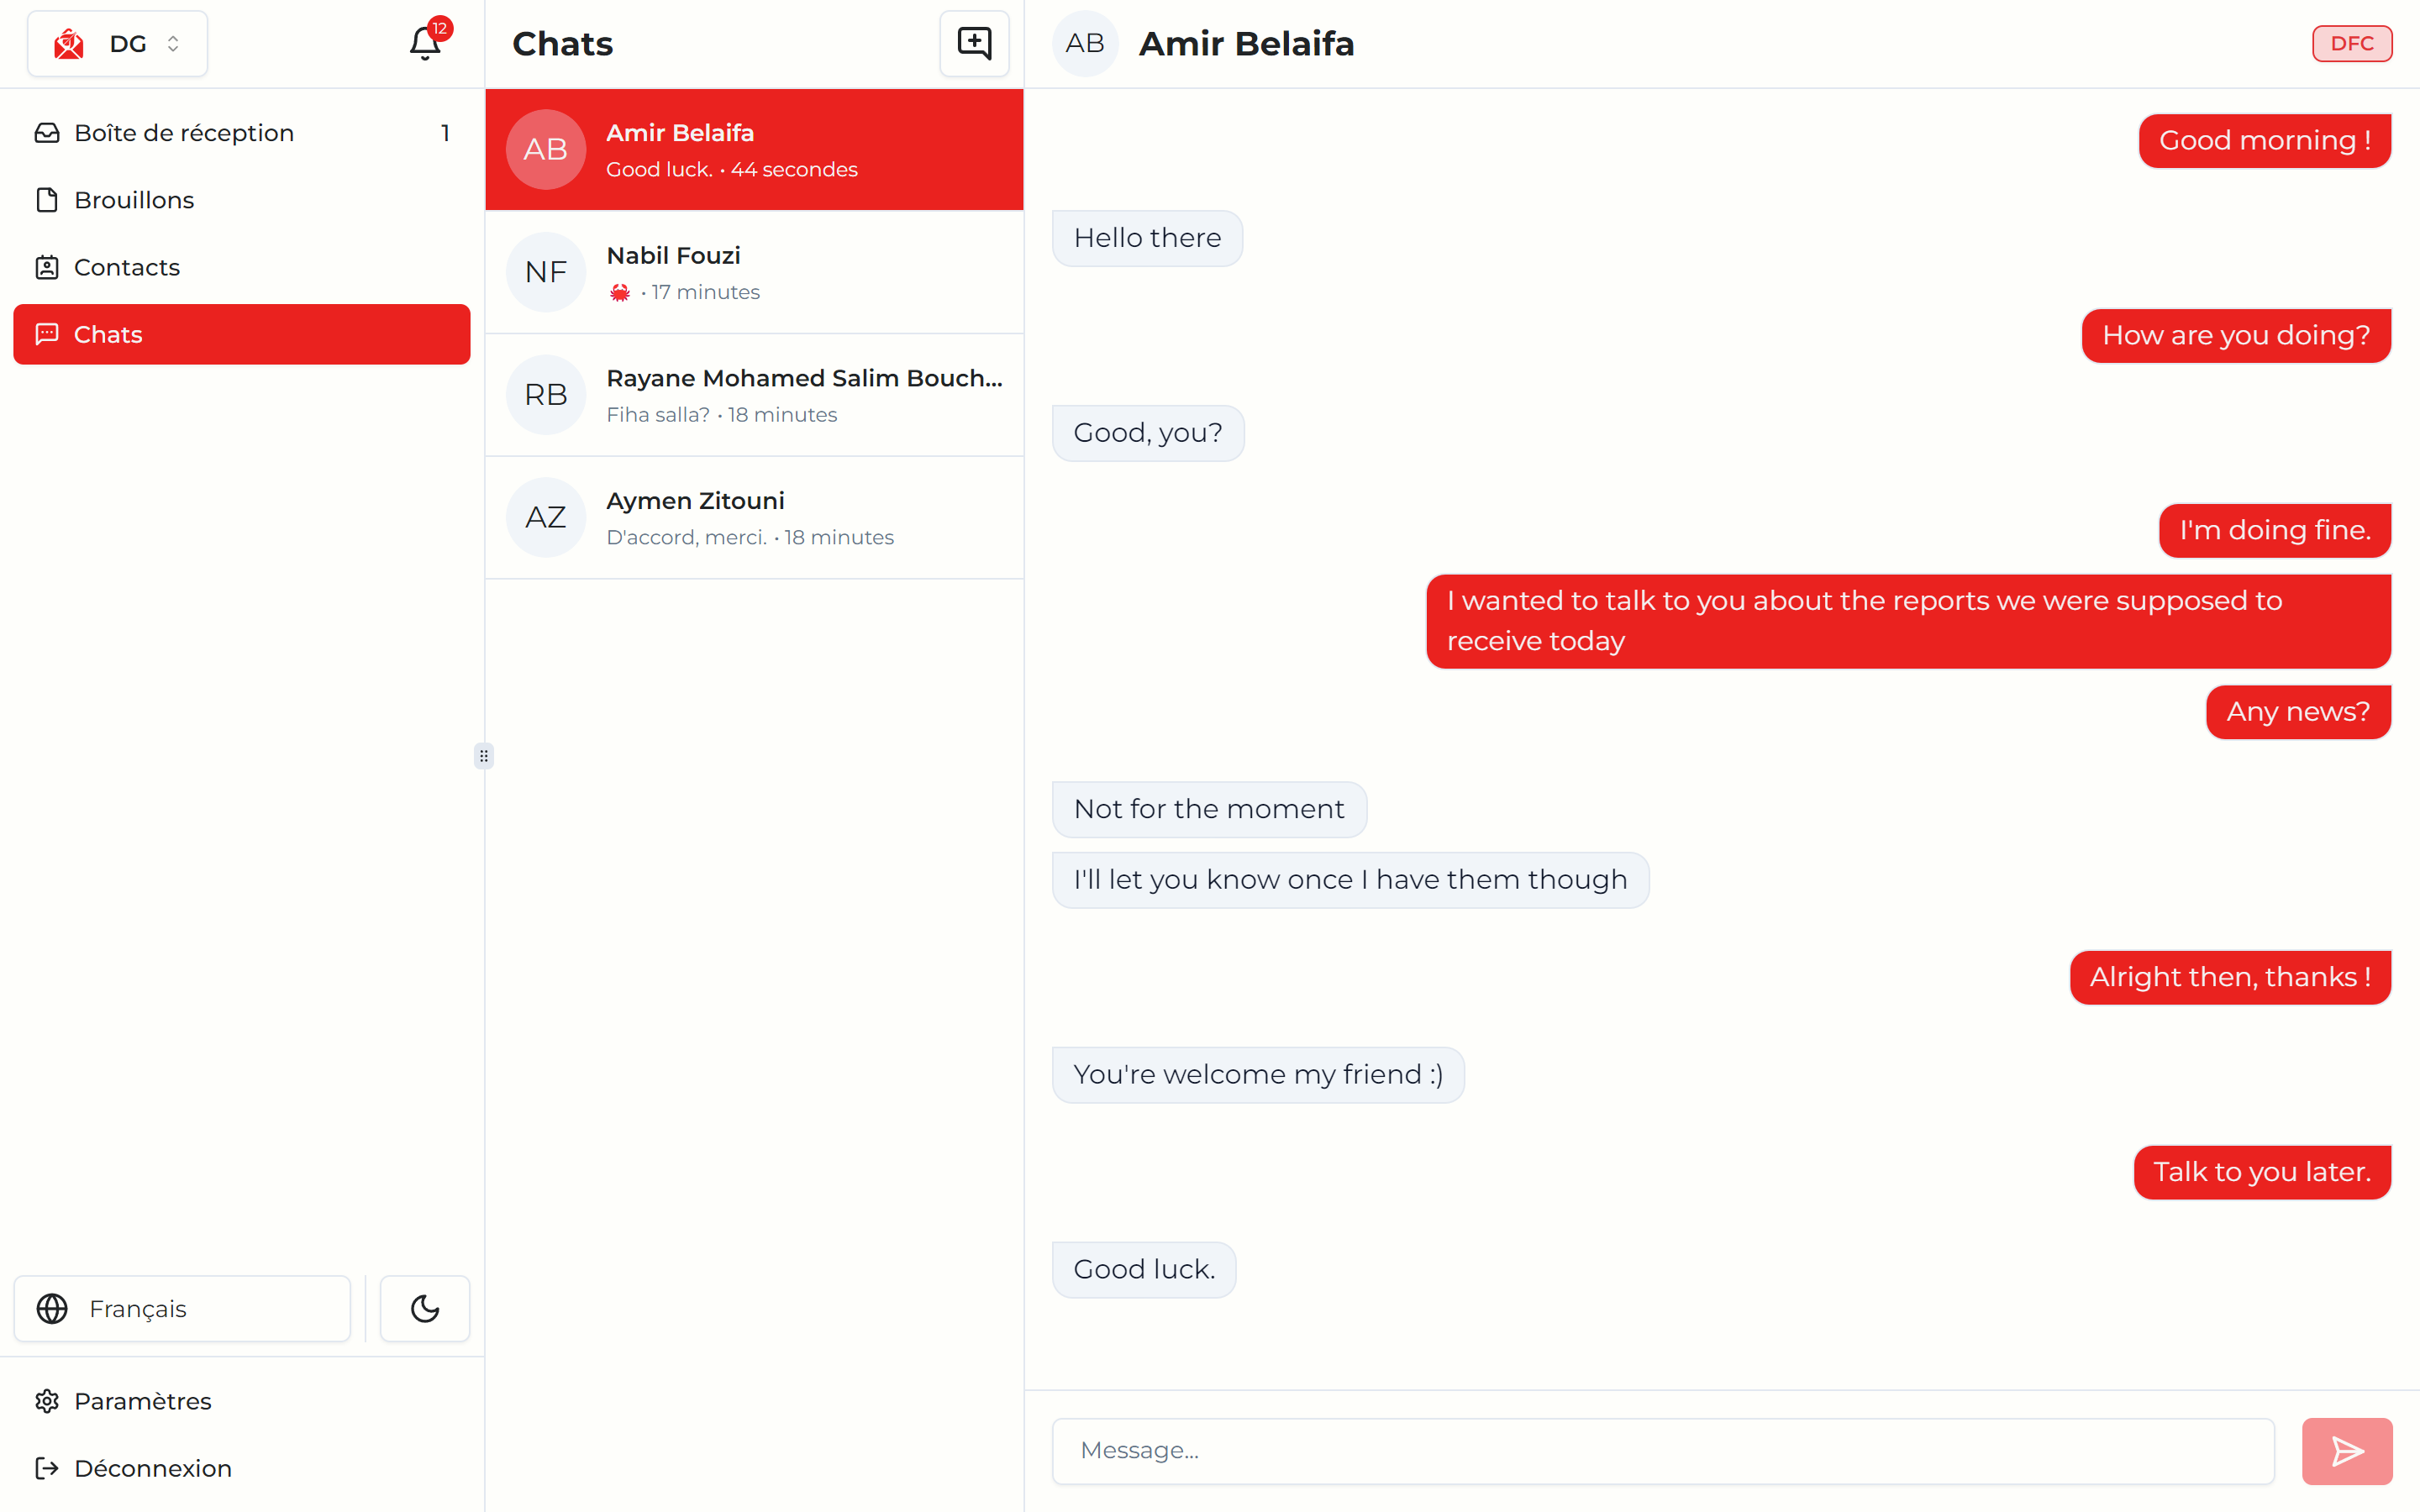 DG
12
Boîte de réception 1
Brouillons
Contacts
Chats
Français
Paramètres
Déconnexion
Chats
AB
Amir Belaifa
Good luck. • 44 secondes
NF
Nabil Fouzi
🦀 • 17 minutes
RB
Rayane Mohamed Salim Bouch...
Fiha salla? • 18 minutes
AZ
Aymen Zitouni
D'accord, merci. • 18 minutes
AB Amir Belaifa
DFC
Good morning !
Hello there
How are you doing?
Good, you?
I'm doing fine.
I wanted to talk to you about the reports we were supposed to
receive today
Any news?
Not for the moment
I'll let you know once I have them though
Alright then, thanks !
You're welcome my friend :)
Talk to you later.
Good luck.
Message...